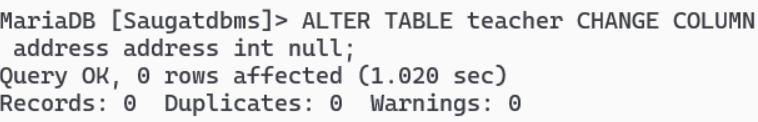 MariaDB [Saugatdbms]> ALTER TABLE teacher CHANGE COLUMN
 address address int null;
Query OK, 0 rows affected (1.020 sec)
Records: 0  Duplicates: 0  Warnings: 0